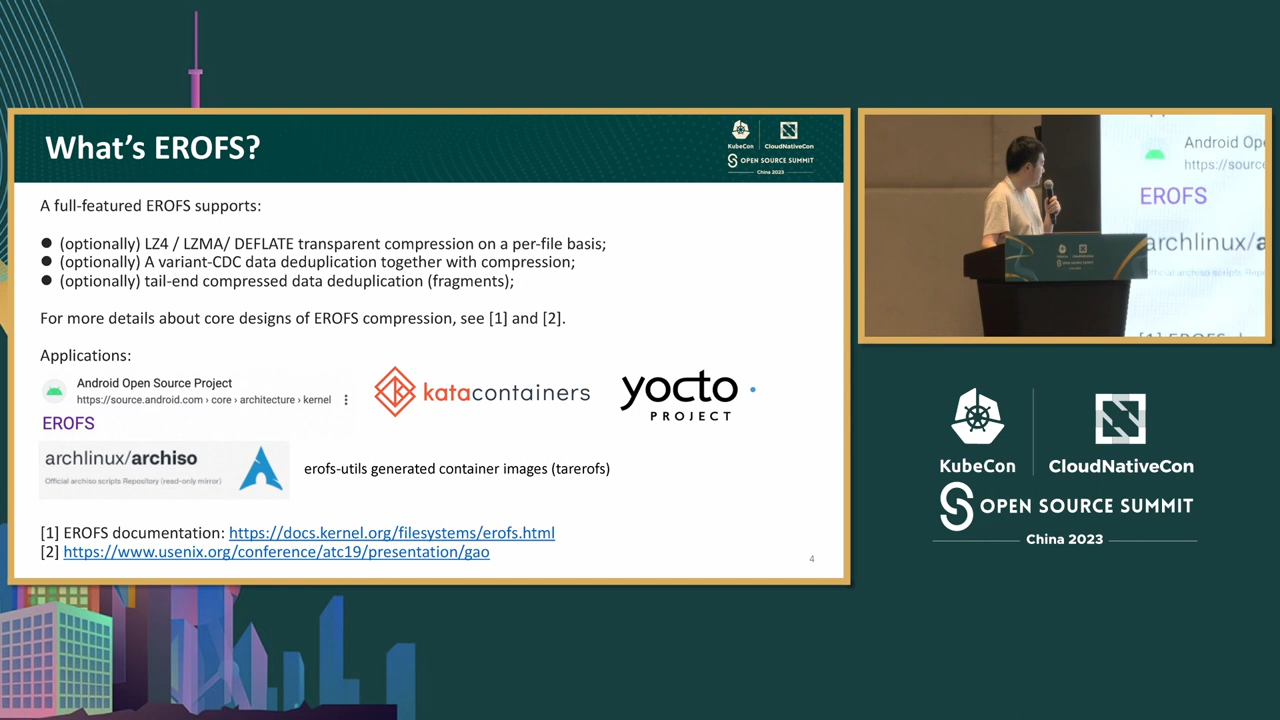 What's EROFS?
KubeCon
CloudNativeCon
OPEN SOURCE SUMMIT
China 2023
A full-featured EROFS supports:
● (optionally) LZ4 / LZMA/ DEFLATE transparent compression on a per-file basis;
● (optionally) A variant-CDC data deduplication together with compression;
● (optionally) tail-end compressed data deduplication (fragments);
For more details about core designs of EROFS compression, see [1] and [2].
Applications:
Android Open Source Project
https://source.android.com › core › architecture › kernel
EROFS
katacontainers
yocto
PROJECT
archlinux/archiso
Official archiso scripts Repository (read-only mirror)
erofs-utils generated container images (tarerofs)
[1] EROFS documentation: https://docs.kernel.org/filesystems/erofs.html
[2] https://www.usenix.org/conference/atc19/presentation/gao
4
Android Ope
https://source
EROFS
archlinux/a
KubeCon
CloudNativeCon
OPEN SOURCE SUMMIT
China 2023